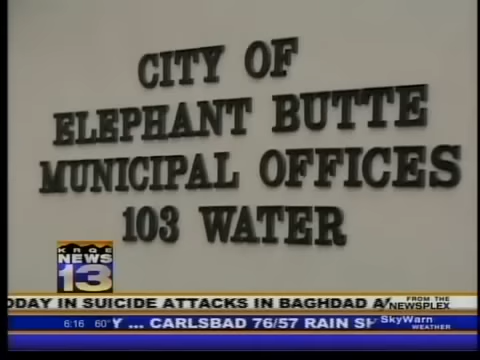 CITY OF
ELEPHANT BUTTE
MUNICIPAL OFFICES
103 WATER
KRQE
NEWS
13
ODAY IN SUICIDE ATTACKS IN BAGHDAD A
FROM THE
NEWSPLEX
6:16 60° Y ... CARLSBAD 76/57 RAIN SH
SkyWarn
WEATHER